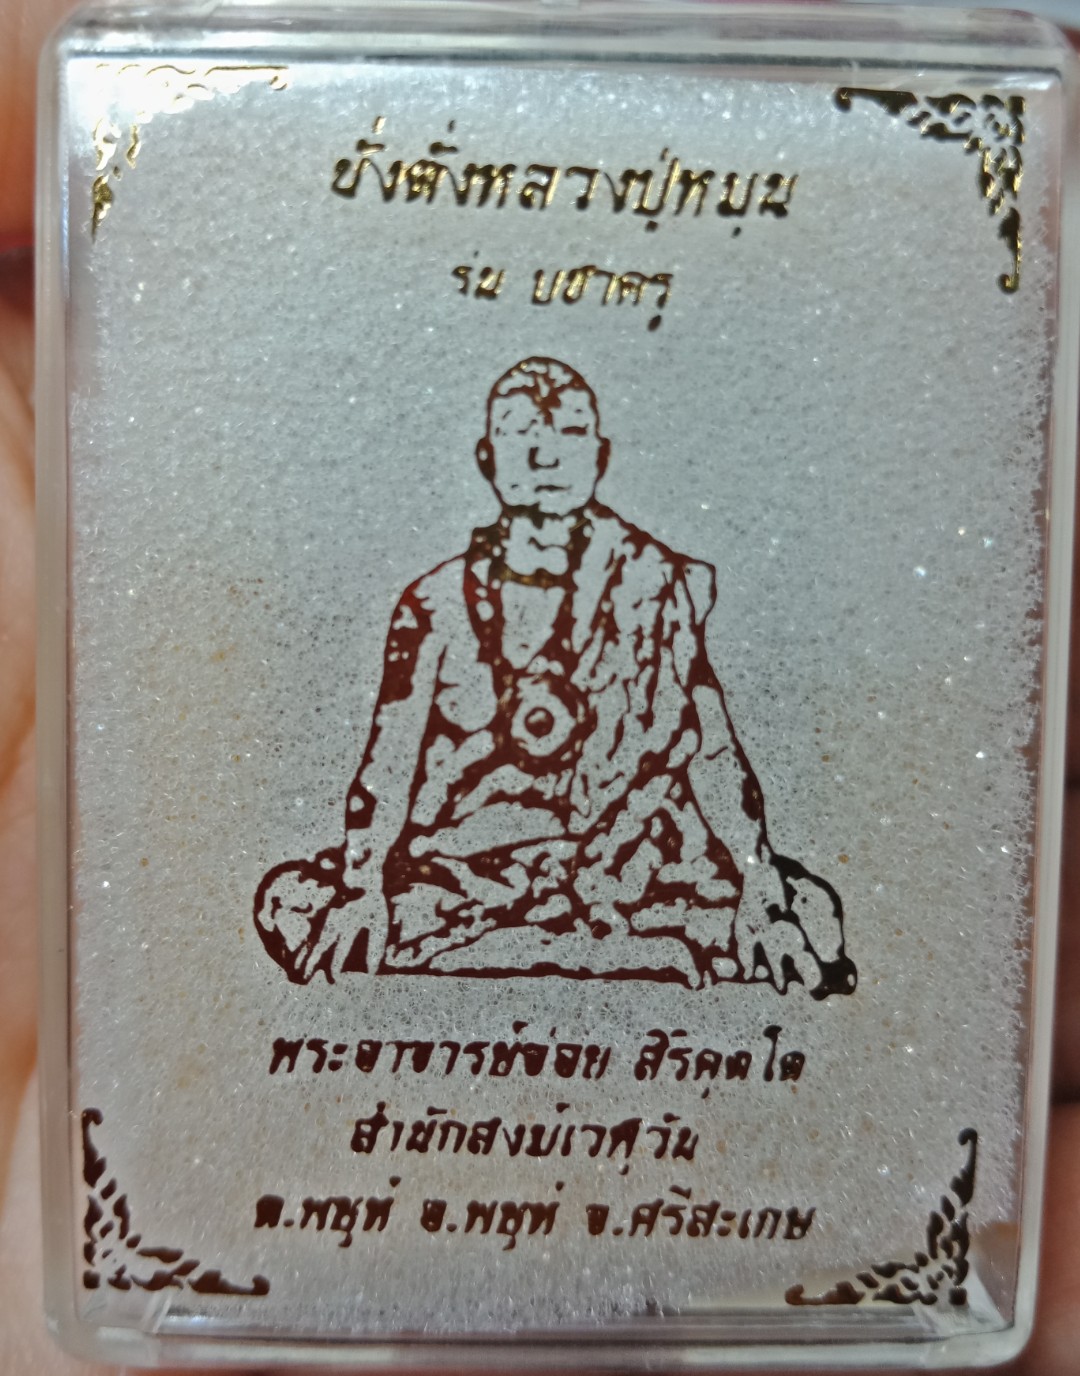 นั่งตั่งหลวงปู่หมุน
รุ่น บูชาครู
พระอาจารย์จ่อย สิริคุตโต
สำนักสงฆ์เวฬุวัน
ต.พยุห์ อ.พยุห์ จ.ศรีสะเกษ